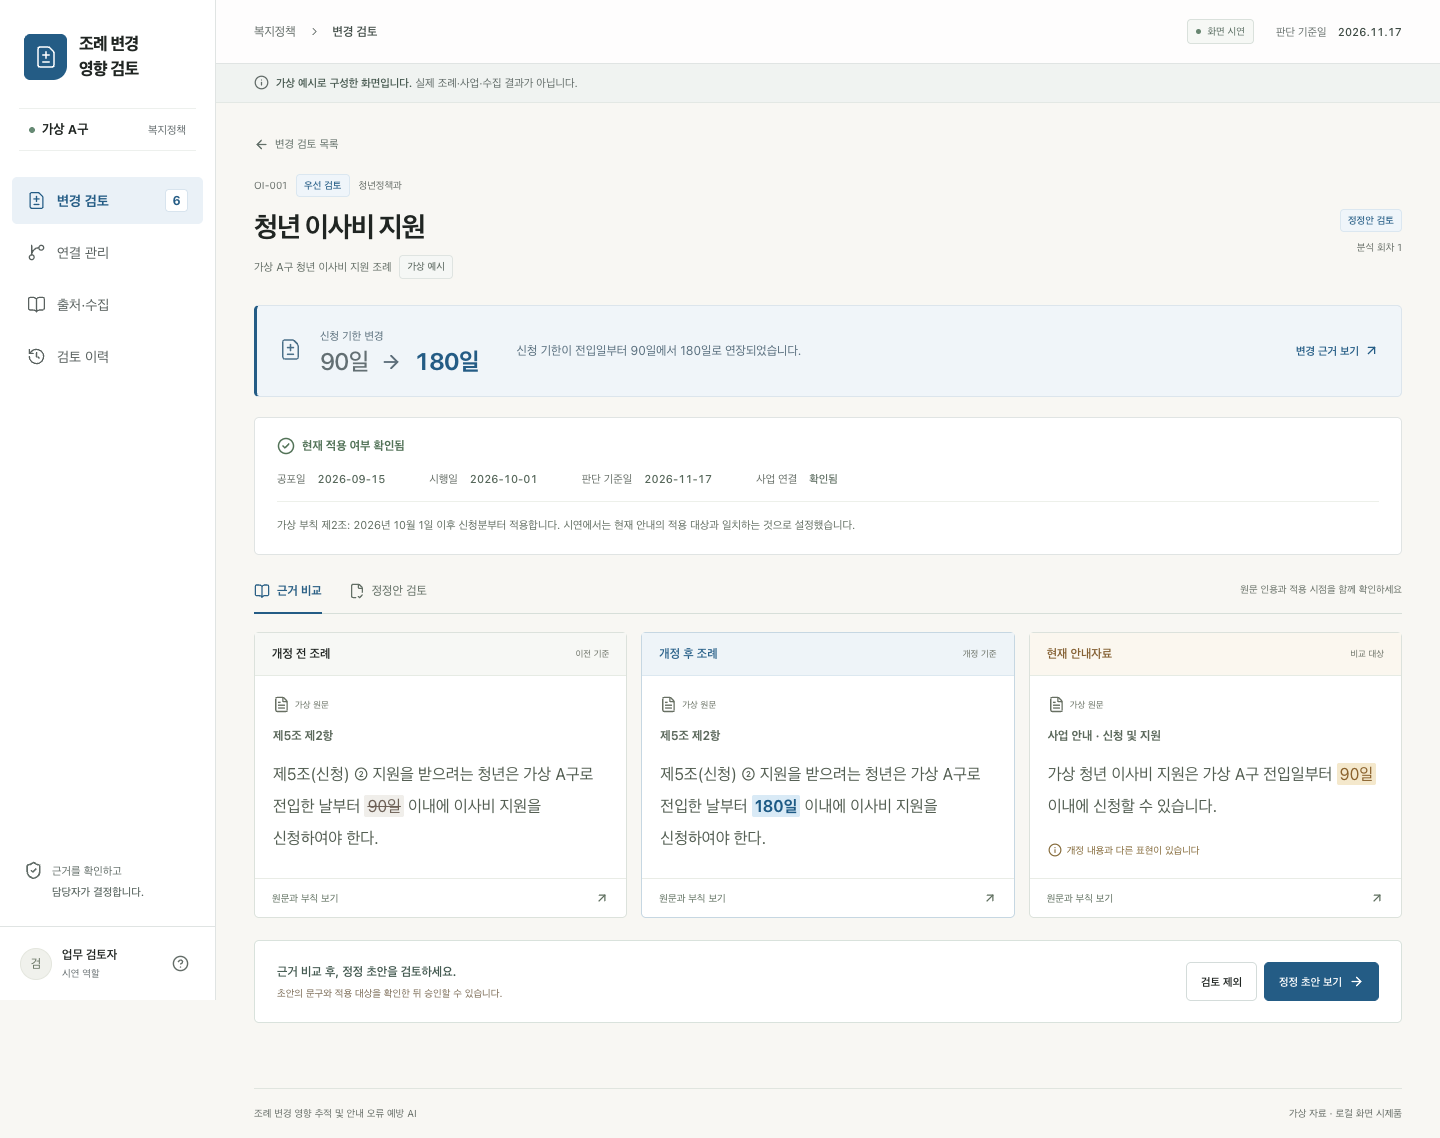 조례 변경
영향 검토
가상 A구
복지정책
변경 검토
6
연결 관리
출처·수집
검토 이력
근거를 확인하고
담당자가 결정합니다.
검
업무 검토자
시연 역할
복지정책
변경 검토
화면 시연
판단 기준일 2026.11.17
가상 예시로 구성한 화면입니다. 실제 조례·사업·수집 결과가 아닙니다.
변경 검토 목록
OI-001 우선 검토 청년정책과
청년 이사비 지원
가상 A구 청년 이사비 지원 조례 가상 예시
정정안 검토
분석 회차 1
신청 기한 변경
90일 → 180일
신청 기한이 전입일부터 90일에서 180일로 연장되었습니다.
변경 근거 보기
현재 적용 여부 확인됨
공포일 2026-09-15 시행일 2026-10-01 판단 기준일 2026-11-17 사업 연결 확인됨
가상 부칙 제2조: 2026년 10월 1일 이후 신청분부터 적용합니다. 시연에서는 현재 안내의 적용 대상과 일치하는 것으로 설정했습니다.
근거 비교
정정안 검토
원문 인용과 적용 시점을 함께 확인하세요
개정 전 조례 이전 기준
가상 원문
제5조 제2항
제5조(신청) ② 지원을 받으려는 청년은 가상 A구로
전입한 날부터 90일 이내에 이사비 지원을
신청하여야 한다.
원문과 부칙 보기
개정 후 조례 개정 기준
가상 원문
제5조 제2항
제5조(신청) ② 지원을 받으려는 청년은 가상 A구로
전입한 날부터 180일 이내에 이사비 지원을
신청하여야 한다.
원문과 부칙 보기
현재 안내자료 비교 대상
가상 원문
사업 안내 · 신청 및 지원
가상 청년 이사비 지원은 가상 A구 전입일부터 90일
이내에 신청할 수 있습니다.
개정 내용과 다른 표현이 있습니다
원문과 부칙 보기
근거 비교 후, 정정 초안을 검토하세요.
초안의 문구와 적용 대상을 확인한 뒤 승인할 수 있습니다.
검토 제외
정정 초안 보기
조례 변경 영향 추적 및 안내 오류 예방 AI
가상 자료 · 로컬 화면 시제품